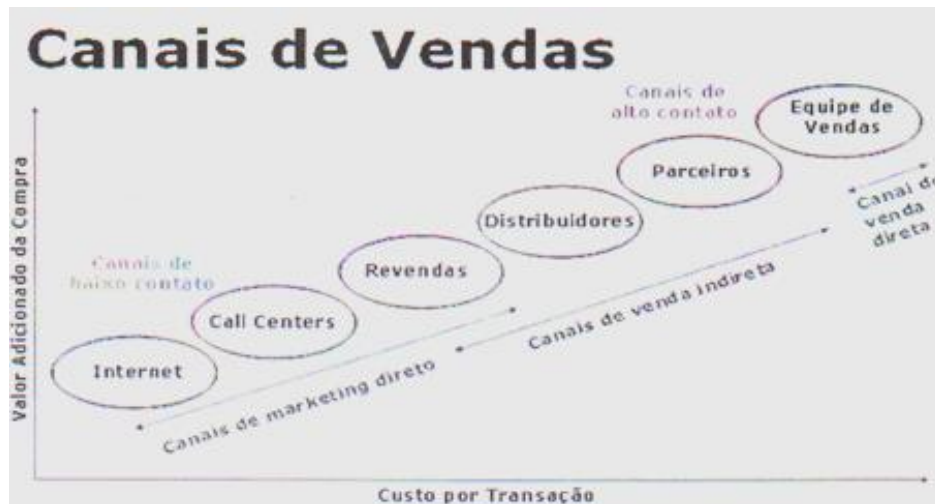 Canais de Vendas
Canais de
alto contato
Equipe de
Vendas
Parceiros
Distribuidores
Canal de
venda
direta
Canais de
baixo contato
Revendas
Call Centers
Internet
Canais de venda indireta
Canais de marketing direto
Valor Adicionado da Compra
Custo por Transação